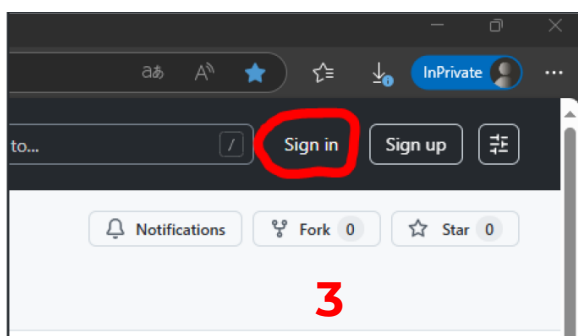 aあ A InPrivate
to... / Sign in Sign up
Notifications Fork 0 Star 0
3